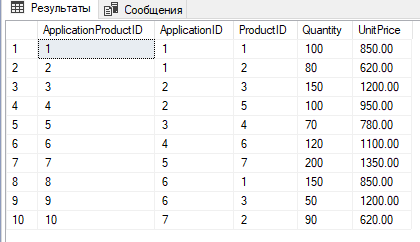 Результаты Сообщения
ApplicationProductID ApplicationID ProductID Quantity UnitPrice
1 1 1 1 100 850.00
2 2 1 2 80 620.00
3 3 2 3 150 1200.00
4 4 2 5 100 950.00
5 5 3 4 70 780.00
6 6 4 6 120 1100.00
7 7 5 7 200 1350.00
8 8 6 1 150 850.00
9 9 6 3 50 1200.00
10 10 7 2 90 620.00